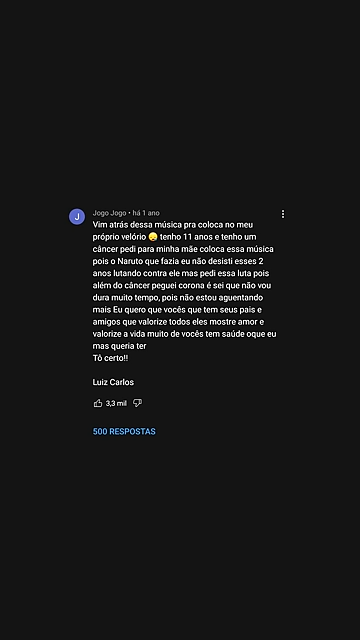 J
Jogo Jogo • há 1 ano
Vim atrás dessa música pra coloca no meu
próprio velório 😪 tenho 11 anos e tenho um
câncer pedi para minha mãe coloca essa música
pois o Naruto que fazia eu não desisti esses 2
anos lutando contra ele mas pedi essa luta pois
além do câncer peguei corona é sei que não vou
dura muito tempo, pois não estou aguentando
mais Eu quero que vocês que tem seus pais e
amigos que valorize todos eles mostre amor e
valorize a vida muito de vocês tem saúde oque eu
mas queria ter
Tô certo!!
Luiz Carlos
3,3 mil
500 RESPOSTAS